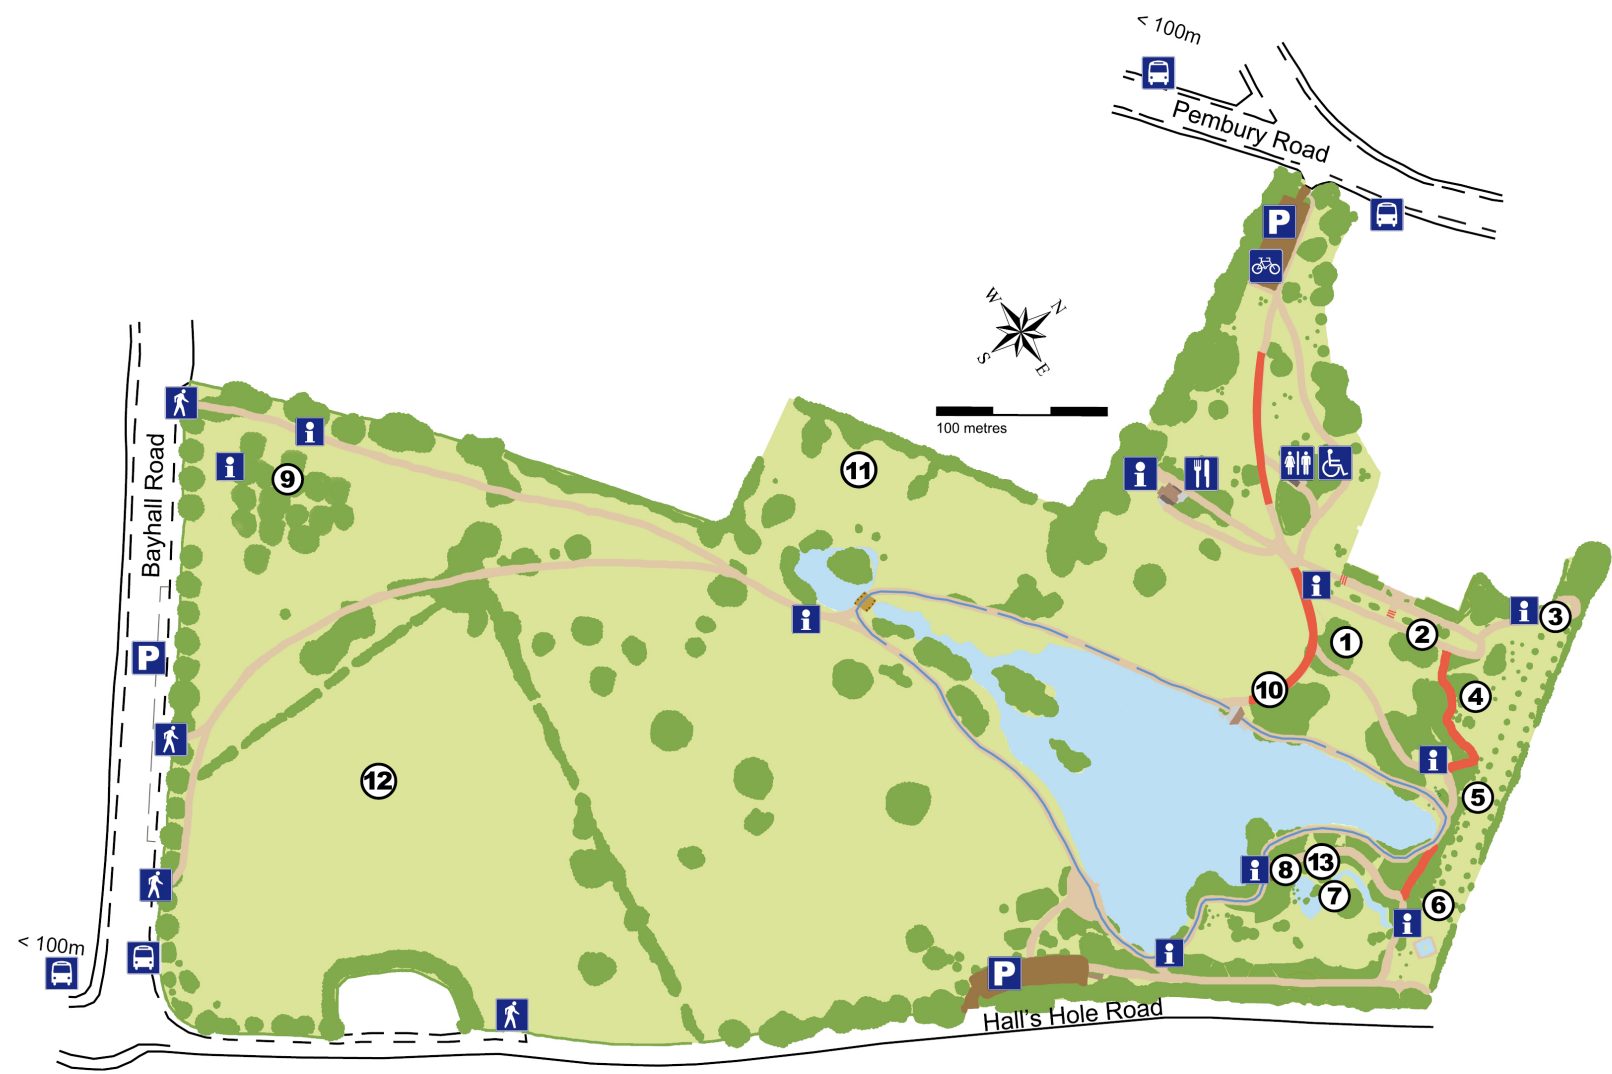 < 100m
Pembury Road
P
W
N
S
E
100 metres
i
i
i
9
11
Bayhall Road
i
i
i
3
1
2
P
10
4
i
12
5
i
8
13
7
6
i
i
< 100m
P
Hall's Hole Road